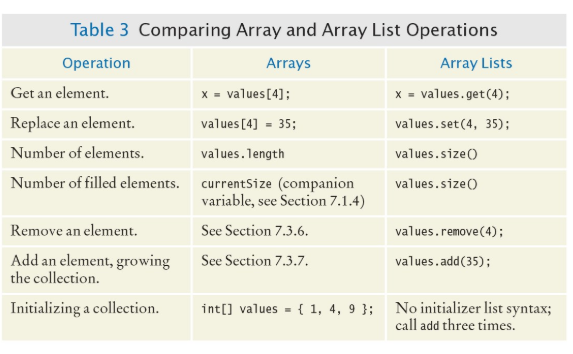 Table 3 Comparing Array and Array List Operations
Operation Arrays Array Lists
Get an element. x = values[4]; x = values.get(4);
Replace an element. values[4] = 35; values.set(4, 35);
Number of elements. values.length values.size()
Number of filled elements. currentSize (companion variable, see Section 7.1.4) values.size()
Remove an element. See Section 7.3.6. values.remove(4);
Add an element, growing the collection. See Section 7.3.7. values.add(35);
Initializing a collection. int[] values = { 1, 4, 9 }; No initializer list syntax; call add three times.